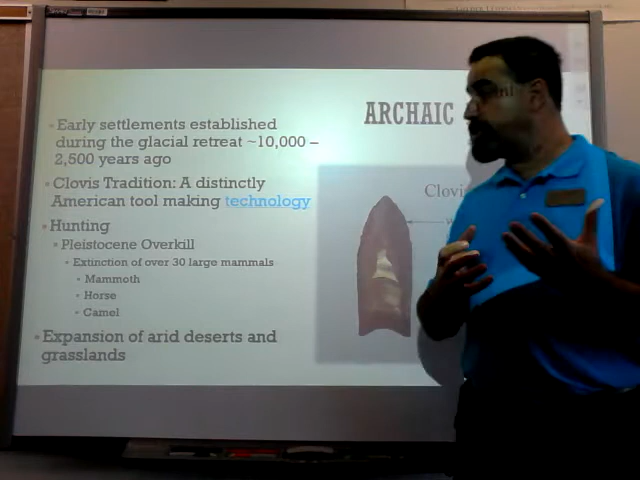 ARCHAIC
Early settlements established
during the glacial retreat ~10,000 –
2,500 years ago
Clovis Tradition: A distinctly
American tool making technology
Hunting
Pleistocene Overkill
Extinction of over 30 large mammals
Mammoth
Horse
Camel
Expansion of arid deserts and
grasslands